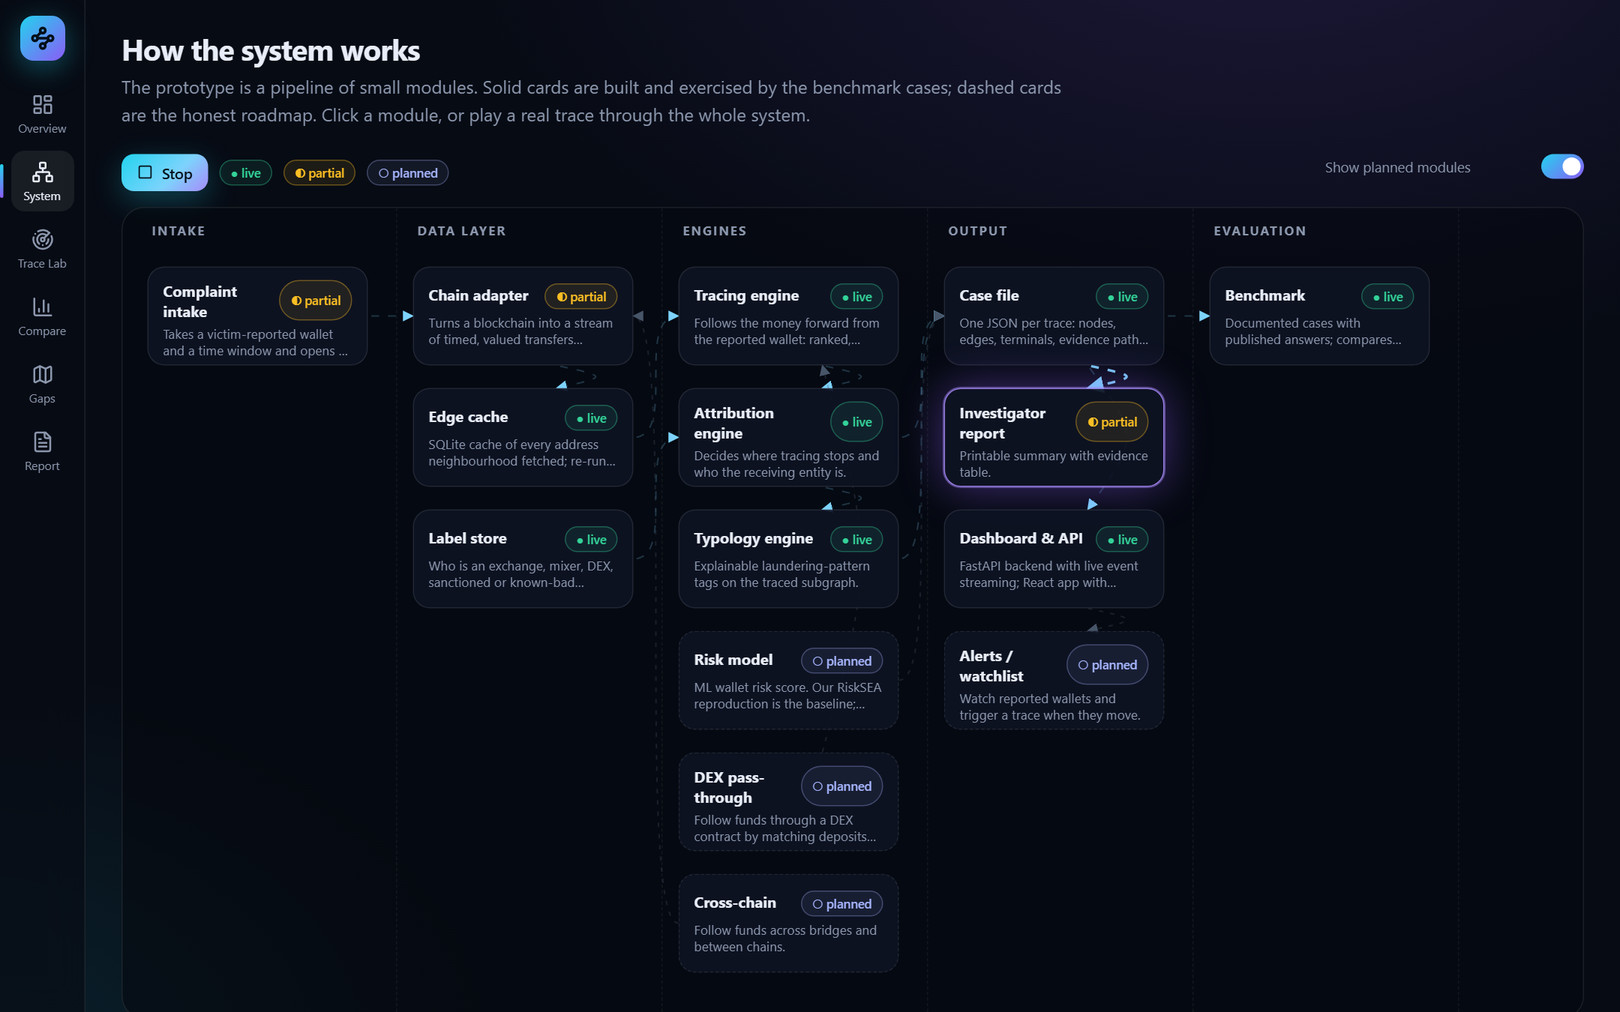 How the system works
The prototype is a pipeline of small modules. Solid cards are built and exercised by the benchmark cases; dashed cards
are the honest roadmap. Click a module, or play a real trace through the whole system.
Overview
System
Trace Lab
Compare
Gaps
Report
Stop
live
partial
planned
Show planned modules
INTAKE
Complaint
intake
partial
Takes a victim-reported wallet
and a time window and opens ...
DATA LAYER
Chain adapter
partial
Turns a blockchain into a stream
of timed, valued transfers...
Edge cache
live
SQLite cache of every address
neighbourhood fetched; re-run...
Label store
live
Who is an exchange, mixer, DEX,
sanctioned or known-bad...
ENGINES
Tracing engine
live
Follows the money forward from
the reported wallet: ranked,...
Attribution
engine
live
Decides where tracing stops and
who the receiving entity is.
Typology engine
live
Explainable laundering-pattern
tags on the traced subgraph.
Risk model
planned
ML wallet risk score. Our RiskSEA
reproduction is the baseline;...
DEX pass-
through
planned
Follow funds through a DEX
contract by matching deposits...
Cross-chain
planned
Follow funds across bridges and
between chains.
OUTPUT
Case file
live
One JSON per trace: nodes,
edges, terminals, evidence path...
Investigator
report
partial
Printable summary with evidence
table.
Dashboard & API
live
FastAPI backend with live event
streaming; React app with...
Alerts /
watchlist
planned
Watch reported wallets and
trigger a trace when they move.
EVALUATION
Benchmark
live
Documented cases with
published answers; compares...